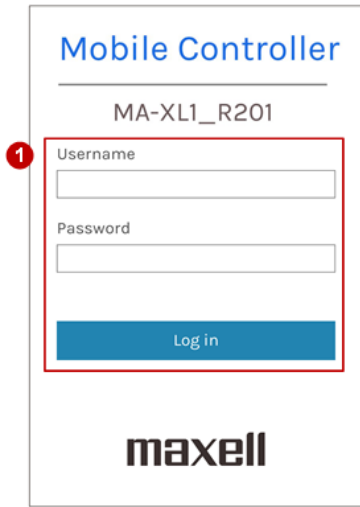 Mobile Controller
MA-XL1_R201
1
Username
Password
Log in
maxell